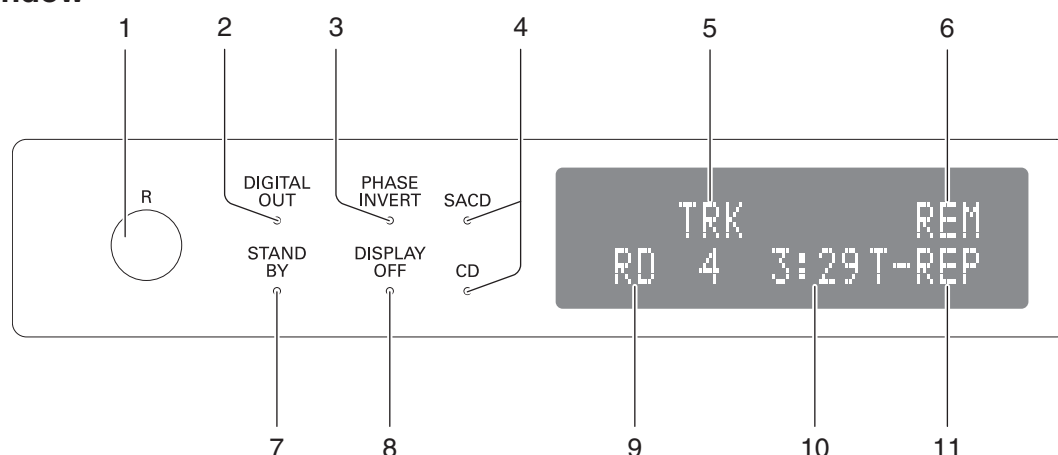 1 2 3 4 5 6
R
DIGITAL OUT
PHASE INVERT
SACD
STAND BY
DISPLAY OFF
CD
TRK REM
RD 4 3:29 T-REP
7 8 9 10 11